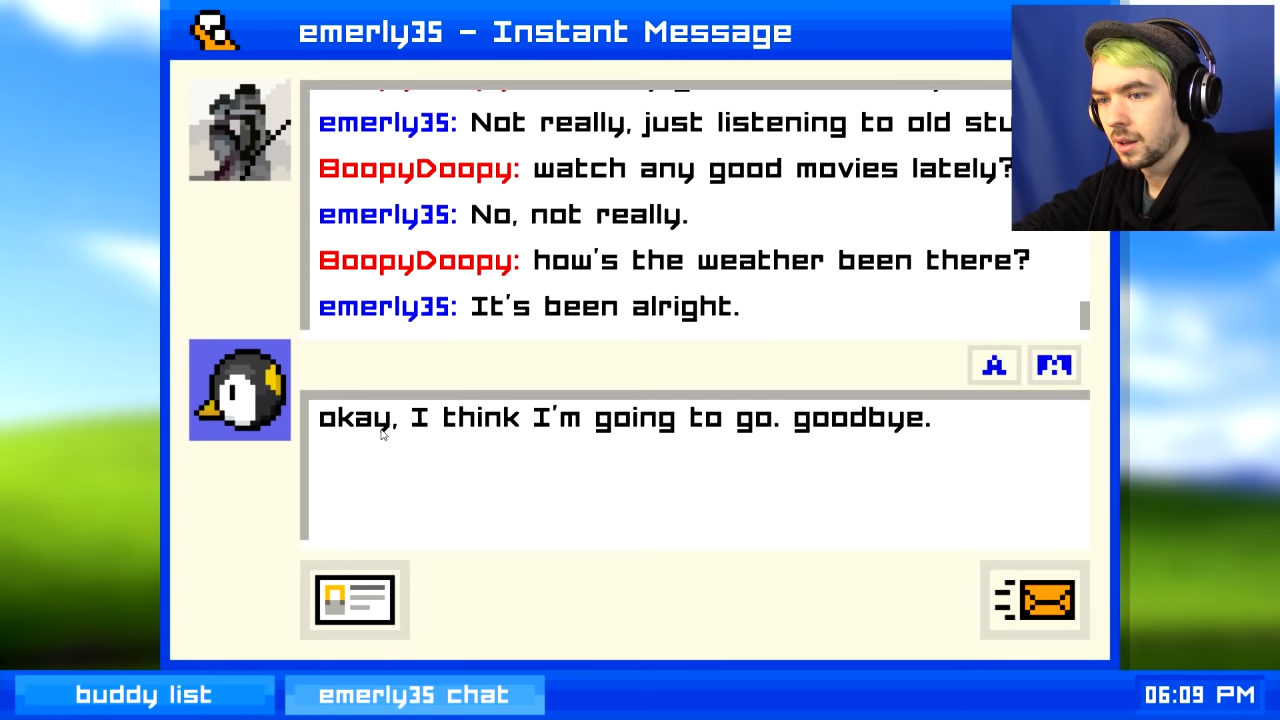 emerly35 - Instant Message
emerly35: Not really, just listening to old
BoopyDoopy: watch any good movies lately?
emerly35: No, not really.
BoopyDoopy: how's the weather been there?
emerly35: It's been alright.
A
okay, I think I'm going to go. goodbye.
buddy list
emerly35 chat
06:09 PM